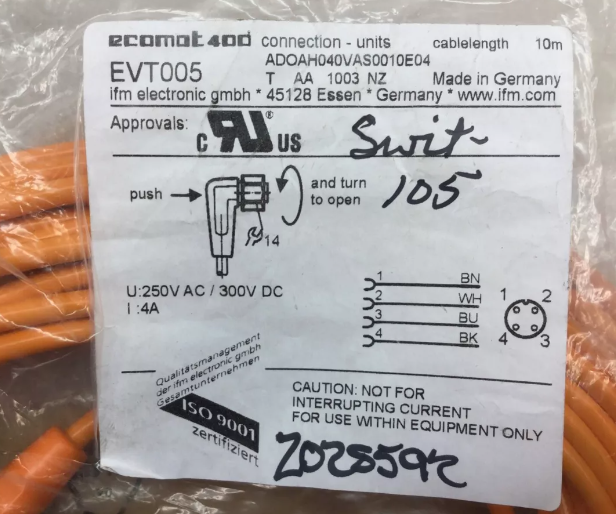 ecomat 400 connection - units cablelength 10m
EVT005 ADOAH040VAS0010E04
T AA 1003 NZ Made in Germany
ifm electronic gmbh * 45128 Essen * Germany * www.ifm.com
Approvals: C RU ® US
Swit-
105
push and turn
to open
14
U:250V AC / 300V DC
I :4A
1 BN
2 WH
3 BU
4 BK
1 2
4 3
Qualitätsmanagement
der ifm electronic gmbh
Gesamtunternehmen
ISO 9001
zertifiziert
CAUTION: NOT FOR
INTERRUPTING CURRENT
FOR USE WITHIN EQUIPMENT ONLY